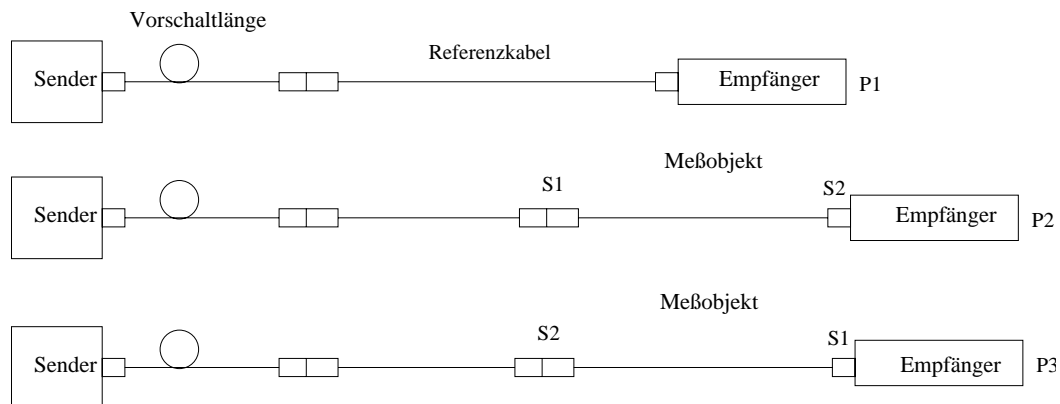 Vorschaltlänge
Referenzkabel
Sender
Empfänger
P1
Meßobjekt
S1
S2
Sender
Empfänger
P2
Meßobjekt
S2
S1
Sender
Empfänger
P3